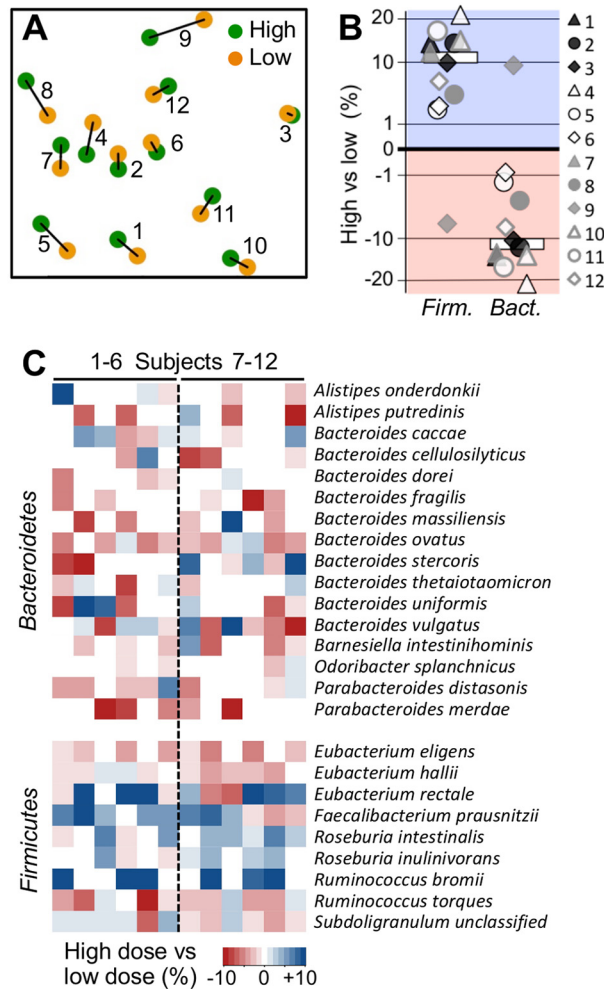 A
High
Low
9
8
12
4
3
7
2
6
11
5
1
10
B
High vs low (%)
20
10
1
0
-1
-10
-20
Firm. Bact.
1
2
3
4
5
6
7
8
9
10
11
12
C
1-6 Subjects 7-12
Bacteroidetes
Alistipes onderdonkii
Alistipes putredinis
Bacteroides caccae
Bacteroides cellulosilyticus
Bacteroides dorei
Bacteroides fragilis
Bacteroides massiliensis
Bacteroides ovatus
Bacteroides stercoris
Bacteroides thetaiotaomicron
Bacteroides uniformis
Bacteroides vulgatus
Barnesiella intestinihominis
Odoribacter splanchnicus
Parabacteroides distasonis
Parabacteroides merdae
Firmicutes
Eubacterium eligens
Eubacterium hallii
Eubacterium rectale
Faecalibacterium prausnitzii
Roseburia intestinalis
Roseburia inulinivorans
Ruminococcus bromii
Ruminococcus torques
Subdoligranulum unclassified
High dose vs
low dose (%)
-10 0 +10